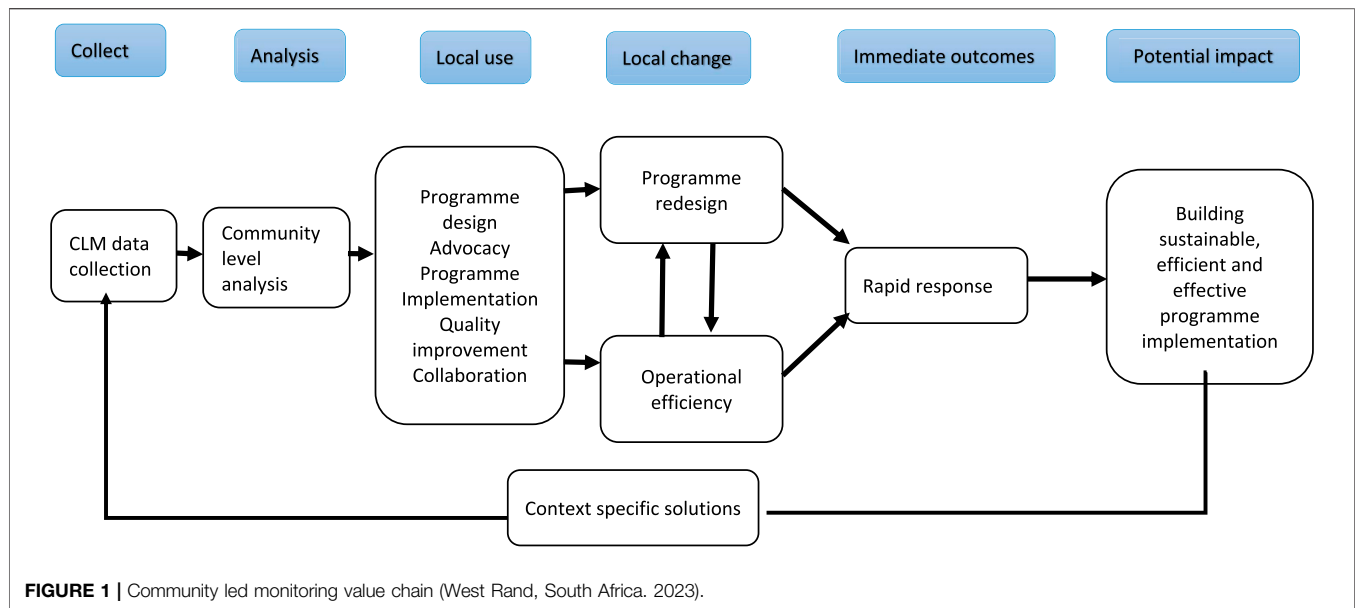 Collect
Analysis
Local use
Local change
Immediate outcomes
Potential impact
CLM data
collection
Community
level
analysis
Programme
design
Advocacy
Programme
Implementation
Quality
improvement
Collaboration
Programme
redesign
Operational
efficiency
Rapid response
Building
sustainable,
efficient and
effective
programme
implementation
Context specific solutions
FIGURE 1 | Community led monitoring value chain (West Rand, South Africa. 2023).